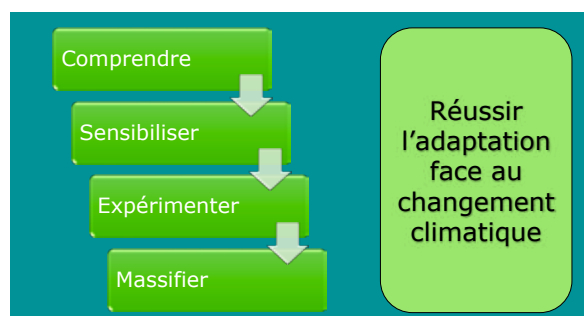 Comprendre
Sensibiliser
Expérimenter
Massifier
Réussir
l’adaptation
face au
changement
climatique